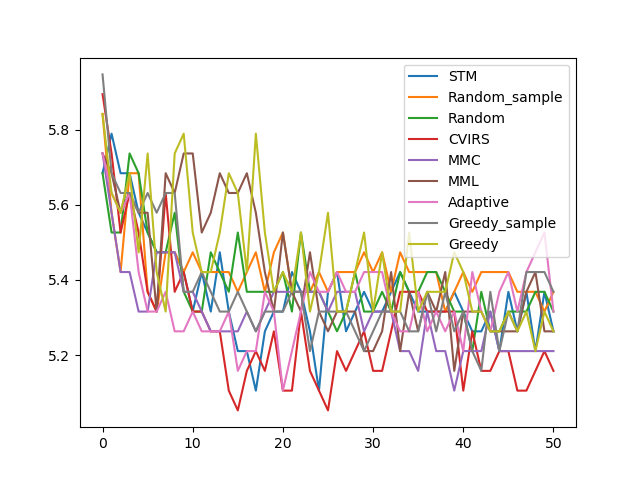 STM
Random_sample
Random
CVIRS
MMC
MML
Adaptive
Greedy_sample
Greedy
5.8
5.6
5.4
5.2
0 10 20 30 40 50